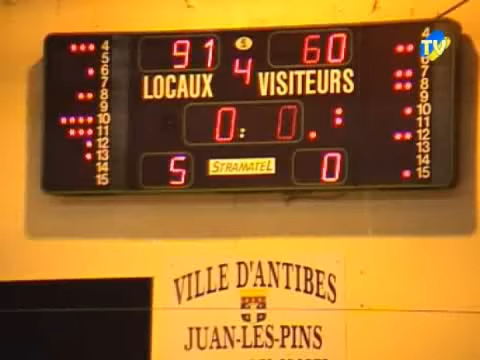 91 S 60
LOCAUX 4 VISITEURS
0:0.
5 STRAMATEL 0
4 4
5 5
6 6
7 7
8 8
9 9
10 10
11 11
12 12
13 13
14 14
15 15
TV
VILLE D'ANTIBES
JUAN-LES-PINS